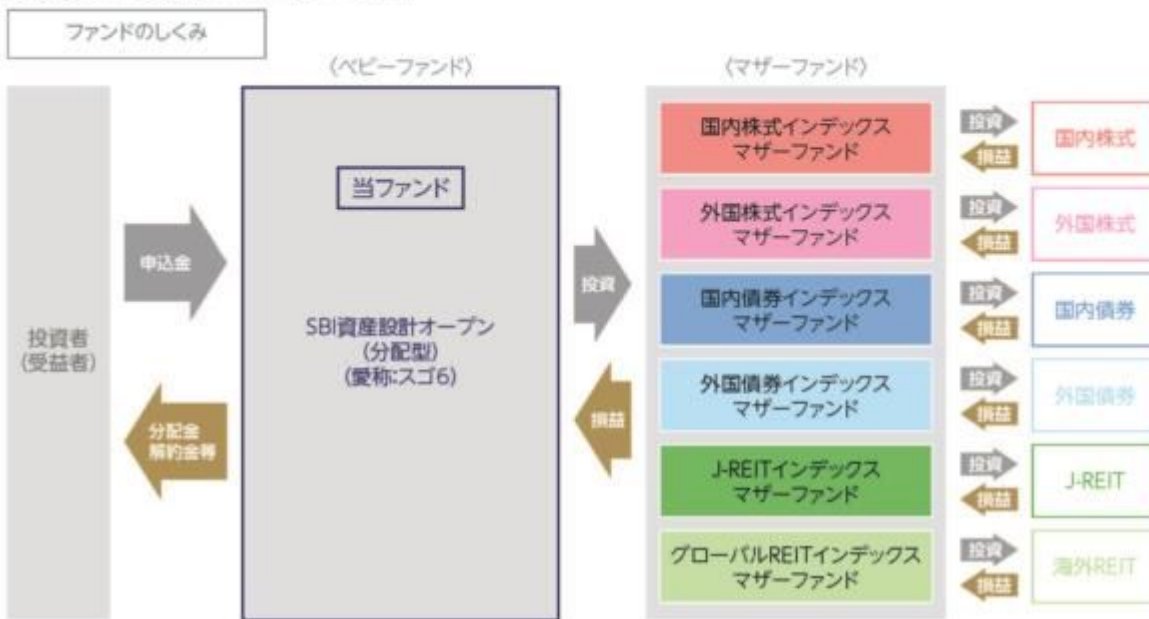 ファンドのしくみ
〈ベビーファンド〉
〈マザーファンド〉
投資者
(受益者)
申込金
分配金
解約金等
当ファンド
SBI資産設計オープン
(分配型)
(愛称:スゴ6)
投資
損益
国内株式インデックス
マザーファンド
投資
損益
国内株式
外国株式インデックス
マザーファンド
投資
損益
外国株式
国内債券インデックス
マザーファンド
投資
損益
国内債券
外国債券インデックス
マザーファンド
投資
損益
外国債券
J-REITインデックス
マザーファンド
投資
損益
J-REIT
グローバルREITインデックス
マザーファンド
投資
損益
海外REIT